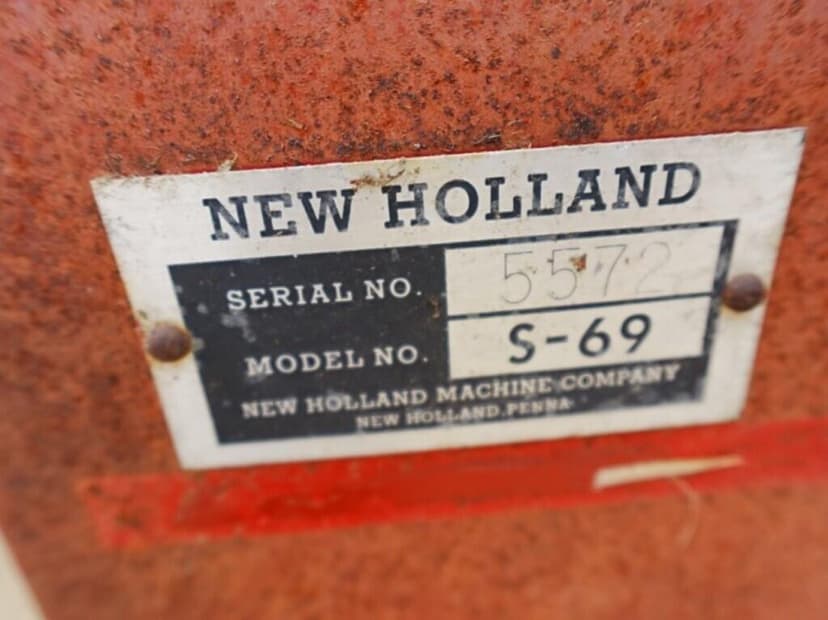 NEW HOLLAND
SERIAL NO. 5572
MODEL NO. S-69
NEW HOLLAND MACHINE COMPANY
NEW HOLLAND, PENNA.